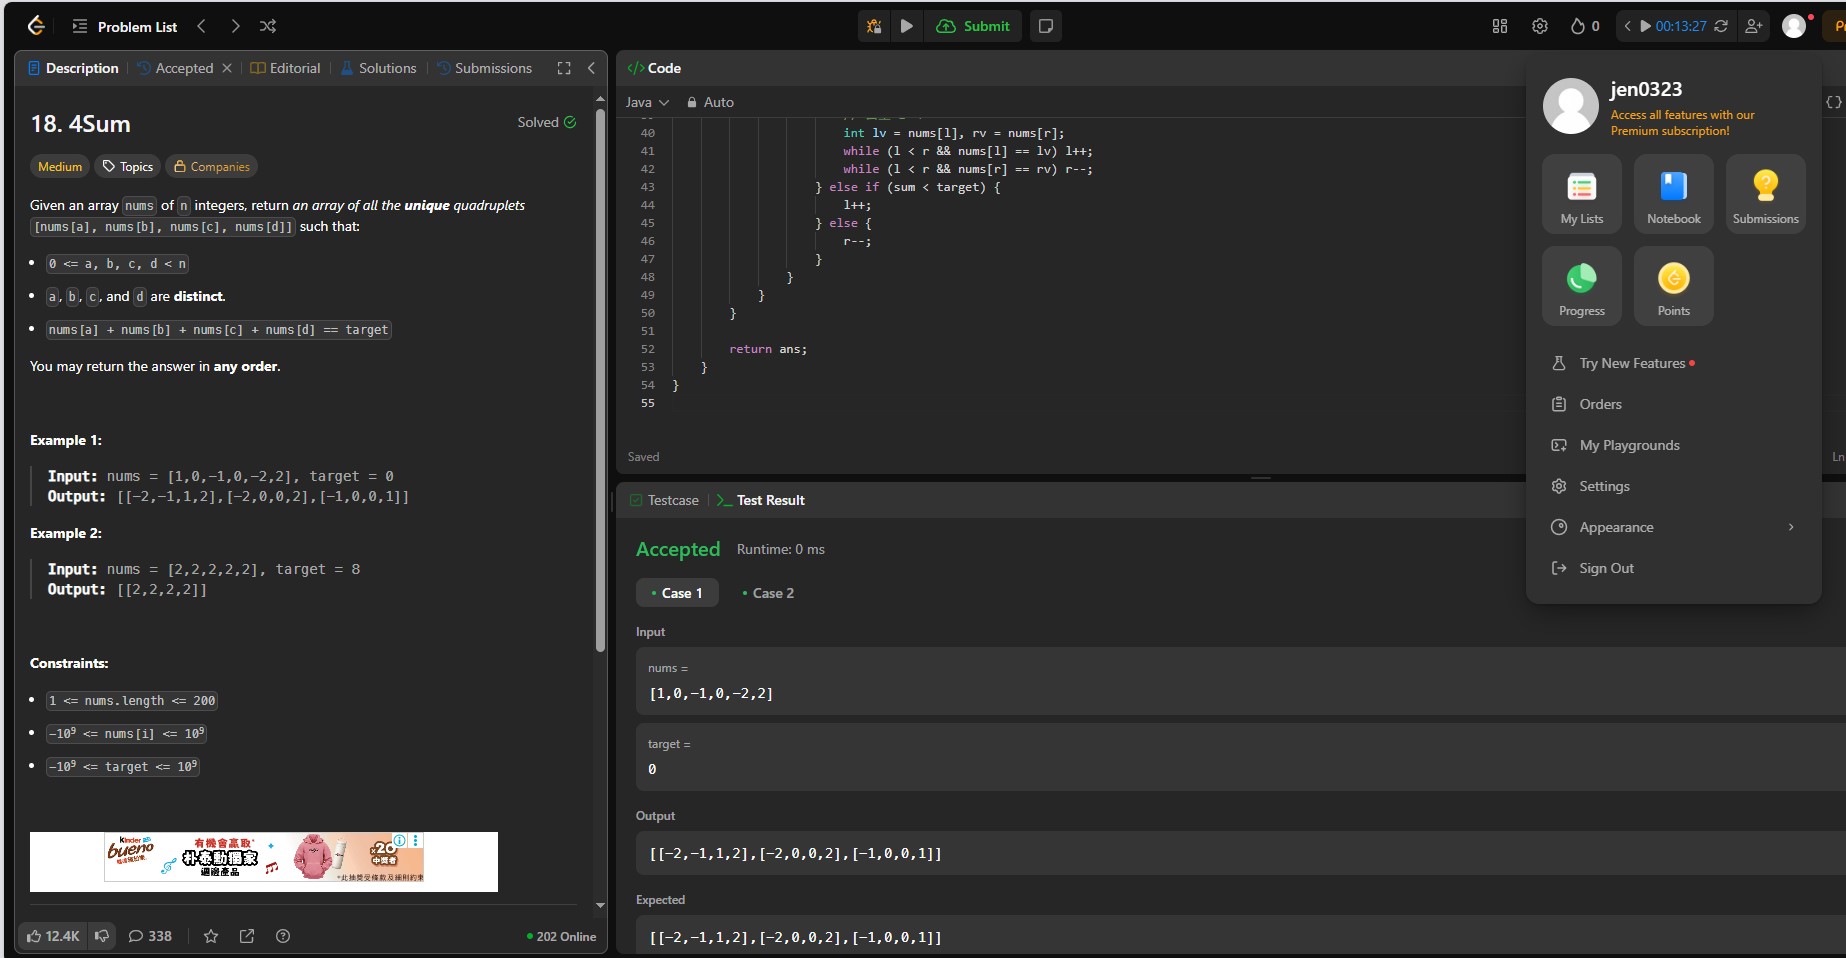 Problem List
Submit
0
00:13:27
Description
Accepted
Editorial
Solutions
Submissions
18. 4Sum
Solved
Medium
Topics
Companies
Given an array nums of n integers, return an array of all the unique quadruplets
[nums[a], nums[b], nums[c], nums[d]] such that:
• 0 <= a, b, c, d < n
• a, b, c, and d are distinct.
• nums[a] + nums[b] + nums[c] + nums[d] == target
You may return the answer in any order.
Example 1:
Input: nums = [1,0,-1,0,-2,2], target = 0
Output: [[-2,-1,1,2],[-2,0,0,2],[-1,0,0,1]]
Example 2:
Input: nums = [2,2,2,2,2], target = 8
Output: [[2,2,2,2]]
Constraints:
• 1 <= nums.length <= 200
• -10⁹ <= nums[i] <= 10⁹
• -10⁹ <= target <= 10⁹
kinder
bueno
有機會贏取*
朴泰勳獨家
週邊產品
x20
中獎者
*此抽獎受條款及細則約束
12.4K
338
202 Online
Code
Java
Auto
40 int lv = nums[l], rv = nums[r];
41 while (l < r && nums[l] == lv) l++;
42 while (l < r && nums[r] == rv) r--;
43 } else if (sum < target) {
44 l++;
45 } else {
46 r--;
47 }
48 }
49 }
50 }
51
52 return ans;
53 }
54 }
55
Saved
Ln
Testcase
Test Result
Accepted
Runtime: 0 ms
Case 1
Case 2
Input
nums =
[1,0,-1,0,-2,2]
target =
0
Output
[[-2,-1,1,2],[-2,0,0,2],[-1,0,0,1]]
Expected
[[-2,-1,1,2],[-2,0,0,2],[-1,0,0,1]]
jen0323
Access all features with our
Premium subscription!
My Lists
Notebook
Submissions
Progress
Points
Try New Features
Orders
My Playgrounds
Settings
Appearance
Sign Out